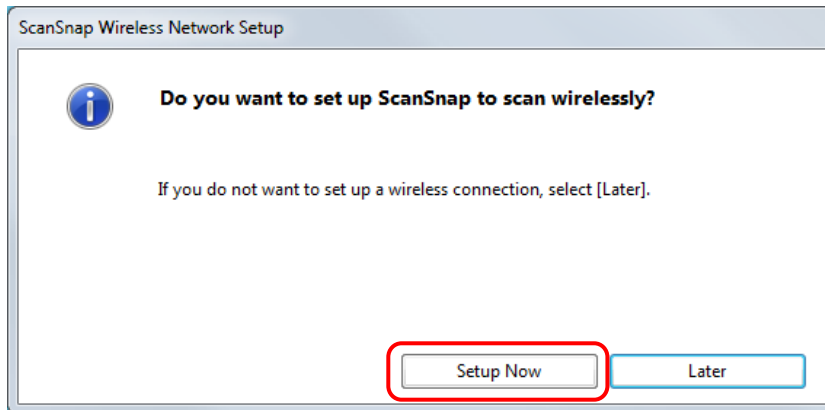 ScanSnap Wireless Network Setup
Do you want to set up ScanSnap to scan wirelessly?
If you do not want to set up a wireless connection, select [Later].
Setup Now
Later